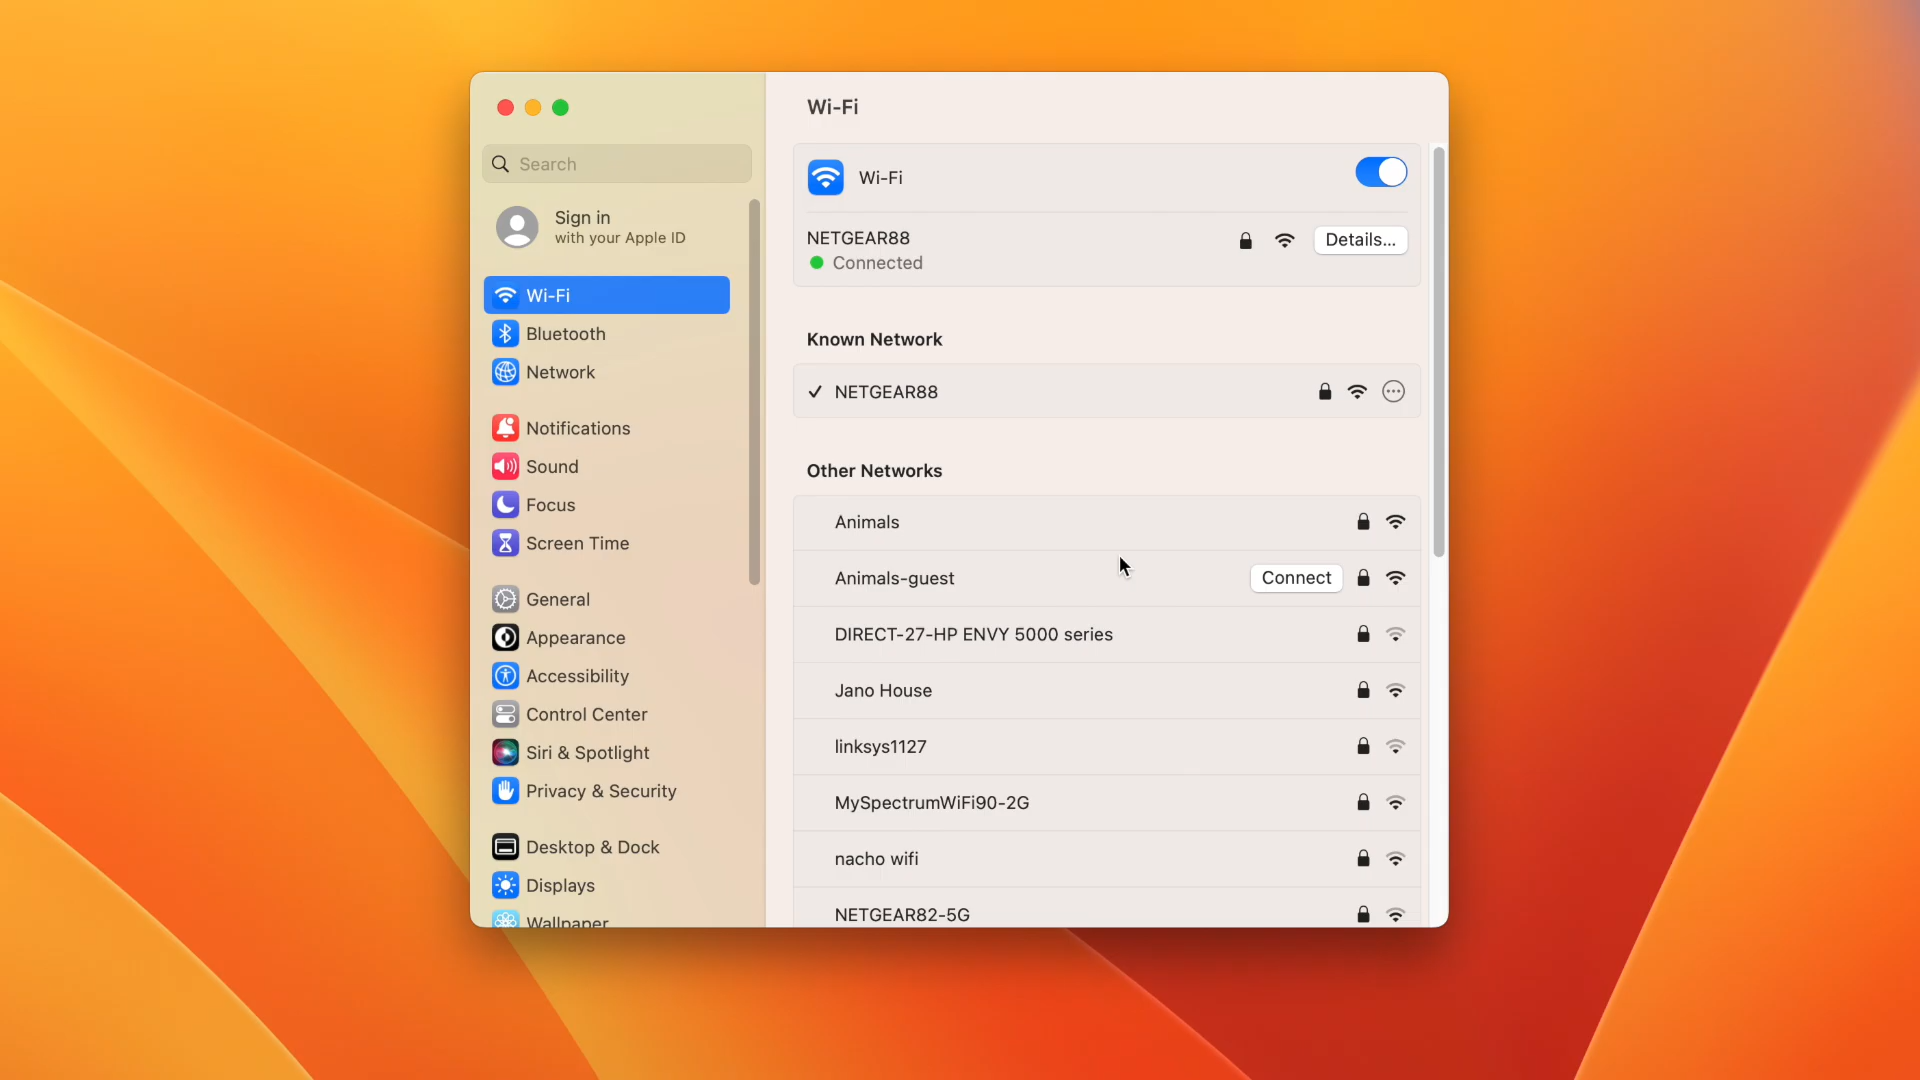 Wi-Fi
Search
Sign in
with your Apple ID
Wi-Fi
Bluetooth
Network
Notifications
Sound
Focus
Screen Time
General
Appearance
Accessibility
Control Center
Siri & Spotlight
Privacy & Security
Desktop & Dock
Displays
Wallpaper
Wi-Fi
NETGEAR88 Details...
Connected
Known Network
NETGEAR88
Other Networks
Animals
Animals-guest Connect
DIRECT-27-HP ENVY 5000 series
Jano House
linksys1127
MySpectrumWiFi90-2G
nacho wifi
NETGEAR82-5G